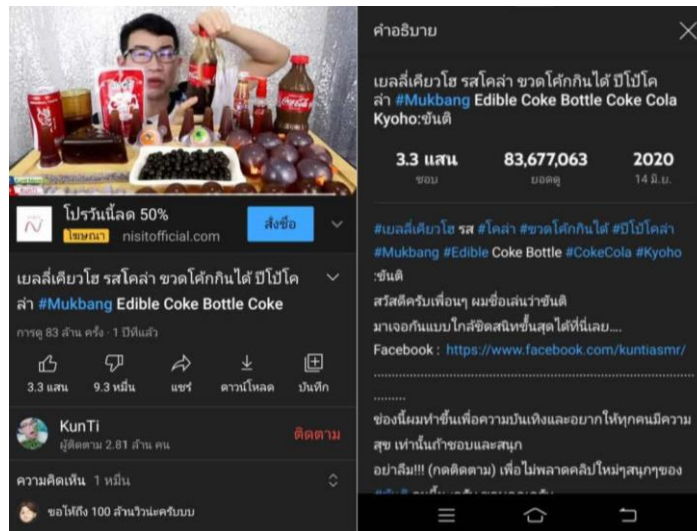 Coca-Cola
KunTi
โปรวันนี้ลด 50%
โฆษณา nisitofficial.com
สั่งซื้อ
เยลลี่เคียวโฮ รสโคล่า ขวดโค้กกินได้ ปีโป้โค
ล่า #Mukbang Edible Coke Bottle Coke
การดู 83 ล้าน ครั้ง · 1 ปีที่แล้ว
3.3 แสน 9.3 หมื่น แชร์ ดาวน์โหลด บันทึก
KunTi
ผู้ติดตาม 2.81 ล้าน คน
ติดตาม
ความคิดเห็น 1 หมื่น
ขอให้ถึง 100 ล้านวิวน่ะครับบบ
คำอธิบาย
เยลลี่เคียวโฮ รสโคล่า ขวดโค้กกินได้ ปีโป้โค
ล่า #Mukbang Edible Coke Bottle Coke Cola
Kyoho:ขันติ
3.3 แสน 83,677,063 2020
ชอบ ยอดดู 14 มิ.ย.
#เยลลี่เคียวโฮ รส #โคล่า #ขวดโค้กกินได้ #ปีโป้โคล่า
#Mukbang #Edible Coke Bottle #CokeCola #Kyoho
:ขันติ
สวัสดีครับเพื่อนๆ ผมชื่อเล่นว่าขันติ
มาเจอกันแบบใกล้ชิดสนิทขั้นสุดได้ที่นี่เลย....
Facebook : https://www.facebook.com/kuntiasmr/
ช่องนี้ผมทำขึ้นเพื่อความบันเทิงและอยากให้ทุกคนมีความ
สุข เท่านั้นถ้าชอบและสนุก
อย่าลืม!!! (กดติดตาม) เพื่อไม่พลาดคลิปใหม่ๆสนุกๆของ